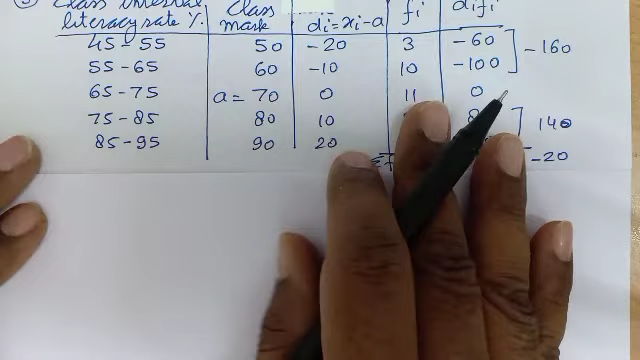 Class Interval Class di = xi - a fi difi
literacy rate % mark
45 - 55 50 -20 3 -60
55 - 65 60 -10 10 -100 -160
65 - 75 a = 70 0 11 0
75 - 85 80 10 8 140
85 - 95 90 20
-20